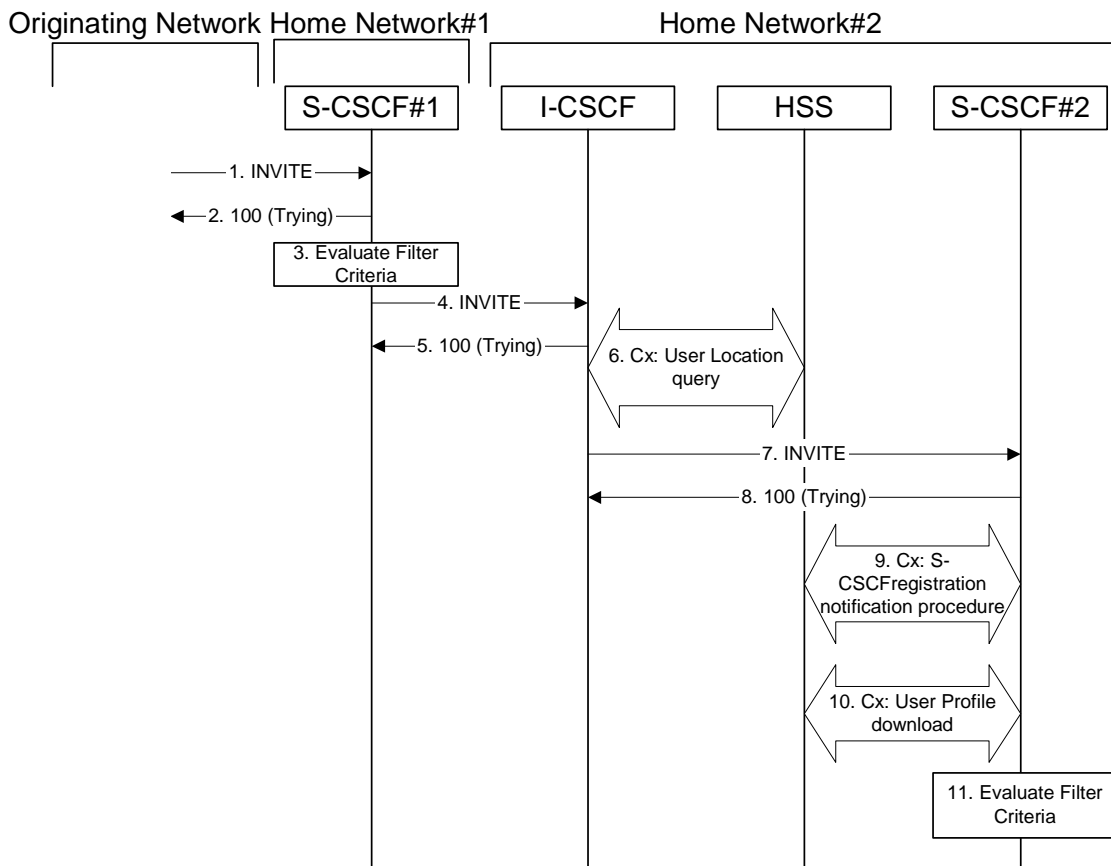 Originating Network Home Network#1 Home Network#2
S-CSCF#1 I-CSCF HSS S-CSCF#2
1. INVITE
2. 100 (Trying)
3. Evaluate Filter
Criteria
4. INVITE
5. 100 (Trying)
6. Cx: User Location
query
7. INVITE
8. 100 (Trying)
9. Cx: S-
CSCFregistration
notification procedure
10. Cx: User Profile
download
11. Evaluate Filter
Criteria